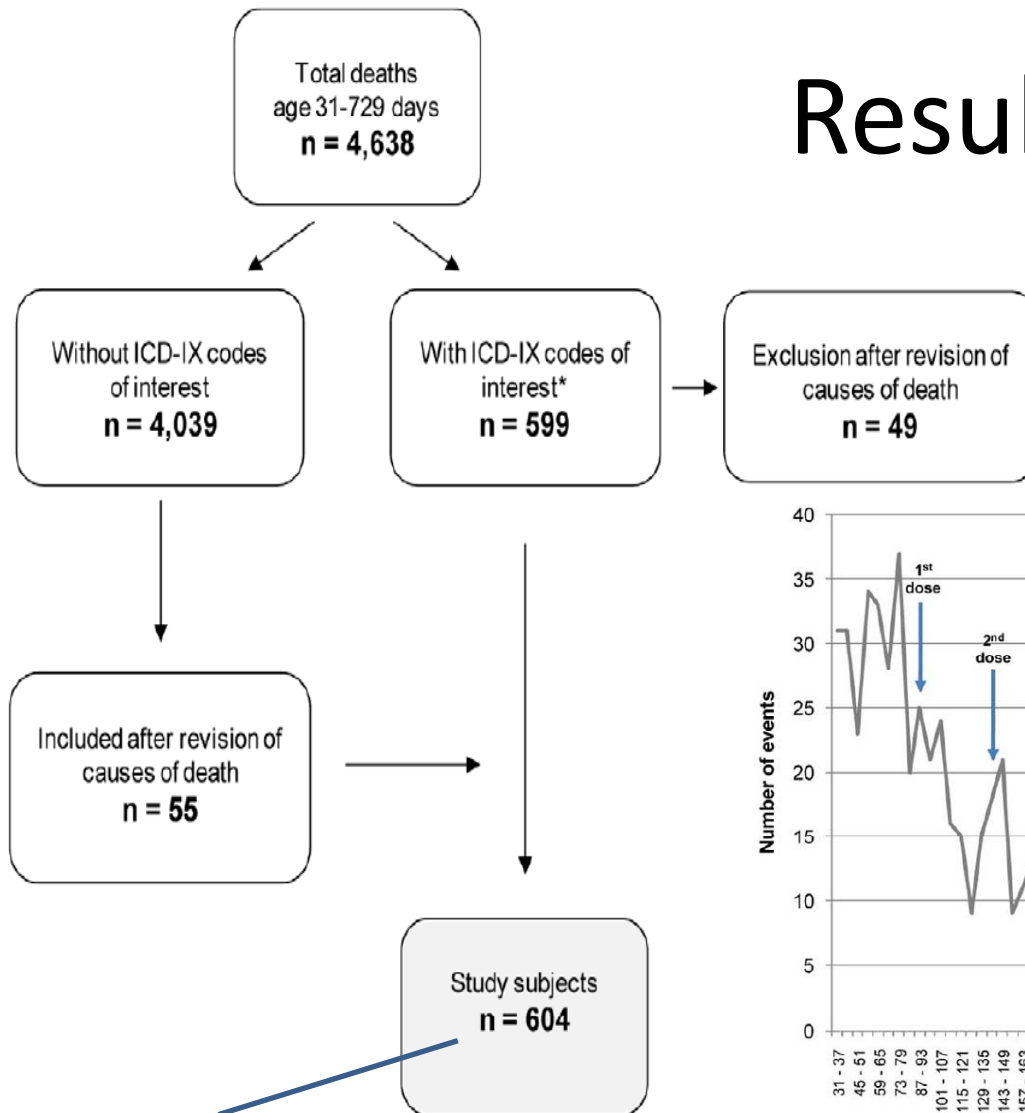 Resul
Total deaths
age 31-729 days
n = 4,638
Without ICD-IX codes
of interest
n = 4,039
With ICD-IX codes of
interest*
n = 599
Exclusion after revision of
causes of death
n = 49
Included after revision of
causes of death
n = 55
Study subjects
n = 604
Number of events
40
35
30
25
20
15
10
5
0
1st
dose
2nd
dose
31 - 37
45 - 51
59 - 65
73 - 79
87 - 93
101 - 107
115 - 121
129 - 135
143 - 149
157 - 163